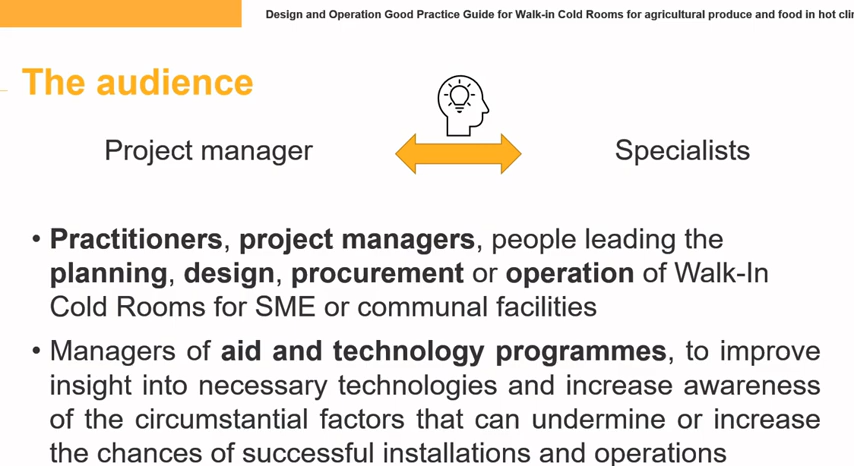 Design and Operation Good Practice Guide for Walk-in Cold Rooms for agricultural produce and food in hot
The audience
Project manager
Specialists
• Practitioners, project managers, people leading the
planning, design, procurement or operation of Walk-In
Cold Rooms for SME or communal facilities
• Managers of aid and technology programmes, to improve
insight into necessary technologies and increase awareness
of the circumstantial factors that can undermine or increase
the chances of successful installations and operations